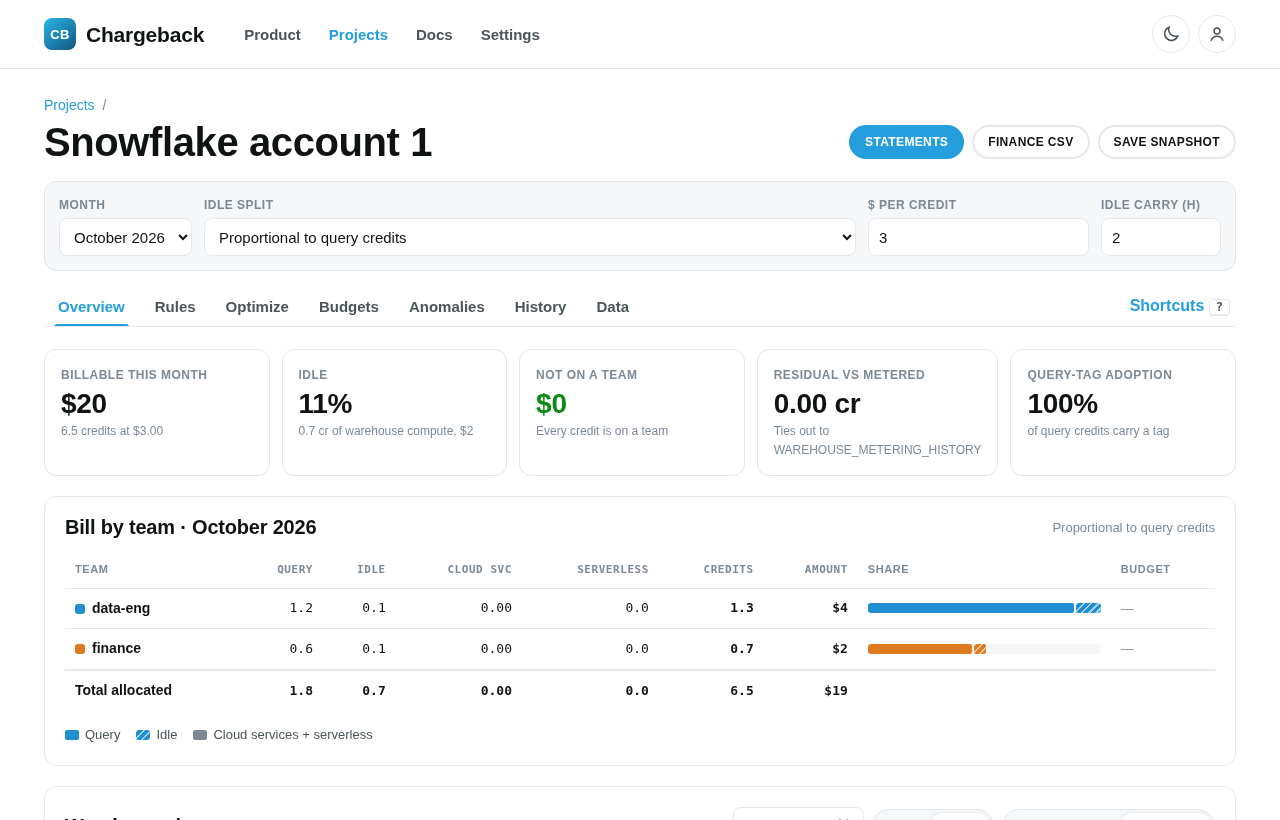 CB Chargeback Product Projects Docs Settings
Projects /
Snowflake account 1
STATEMENTS FINANCE CSV SAVE SNAPSHOT
MONTH IDLE SPLIT $ PER CREDIT IDLE CARRY (H)
October 2026 Proportional to query credits 3 2
Overview Rules Optimize Budgets Anomalies History Data Shortcuts ?
BILLABLE THIS MONTH IDLE NOT ON A TEAM RESIDUAL VS METERED QUERY-TAG ADOPTION
$20 11% $0 0.00 cr 100%
6.5 credits at $3.00 0.7 cr of warehouse compute, $2 Every credit is on a team Ties out to of query credits carry a tag
WAREHOUSE_METERING_HISTORY
Bill by team · October 2026 Proportional to query credits
TEAM QUERY IDLE CLOUD SVC SERVERLESS CREDITS AMOUNT SHARE BUDGET
data-eng 1.2 0.1 0.00 0.0 1.3 $4 —
finance 0.6 0.1 0.00 0.0 0.7 $2 —
Total allocated 1.8 0.7 0.00 0.0 6.5 $19
Query Idle Cloud services + serverless